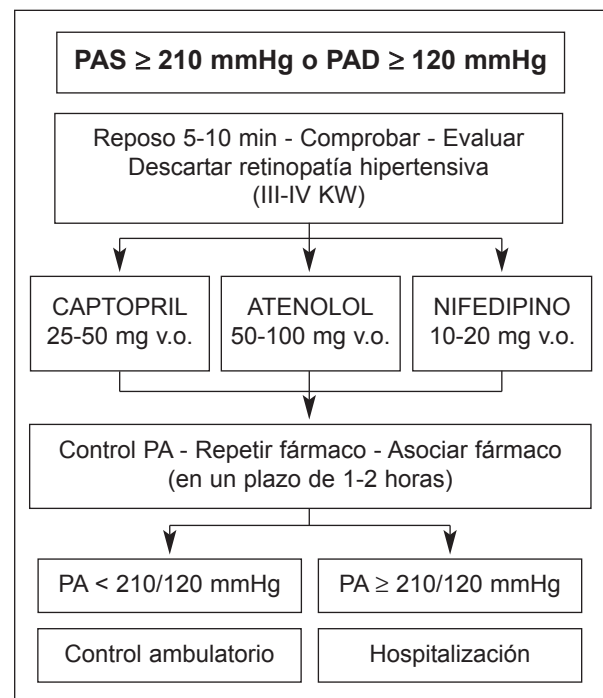 PAS ≥ 210 mmHg o PAD ≥ 120 mmHg
Reposo 5-10 min - Comprobar - Evaluar
Descartar retinopatía hipertensiva
(III-IV KW)
CAPTOPRIL
25-50 mg v.o.
ATENOLOL
50-100 mg v.o.
NIFEDIPINO
10-20 mg v.o.
Control PA - Repetir fármaco - Asociar fármaco
(en un plazo de 1-2 horas)
PA < 210/120 mmHg
PA ≥ 210/120 mmHg
Control ambulatorio
Hospitalización